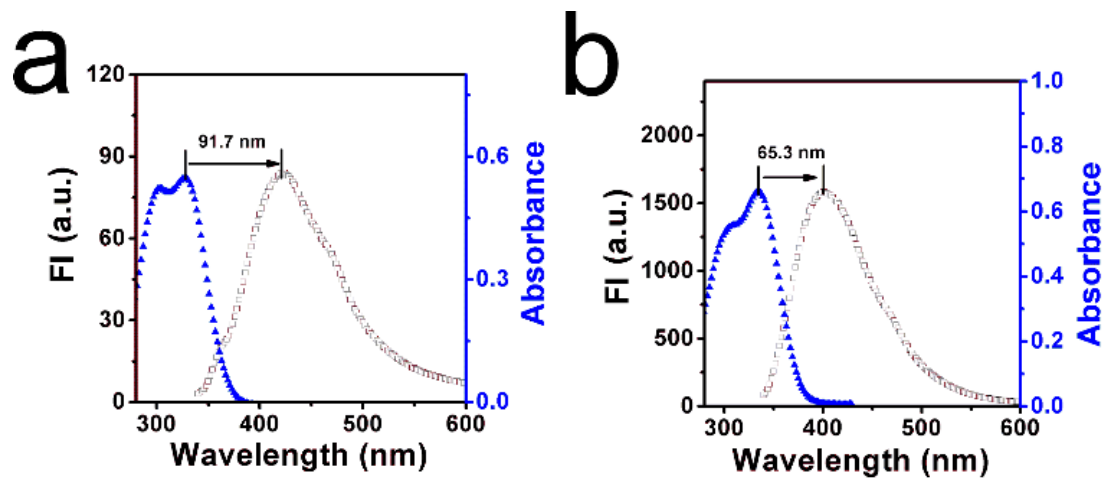 a
120
90
60
30
0
FI (a.u.)
91.7 nm
0.6
0.3
0.0
Absorbance
300 400 500 600
Wavelength (nm)
b
2000
1500
1000
500
0
FI (a.u.)
65.3 nm
1.0
0.8
0.6
0.4
0.2
0.0
Absorbance
300 400 500 600
Wavelength (nm)